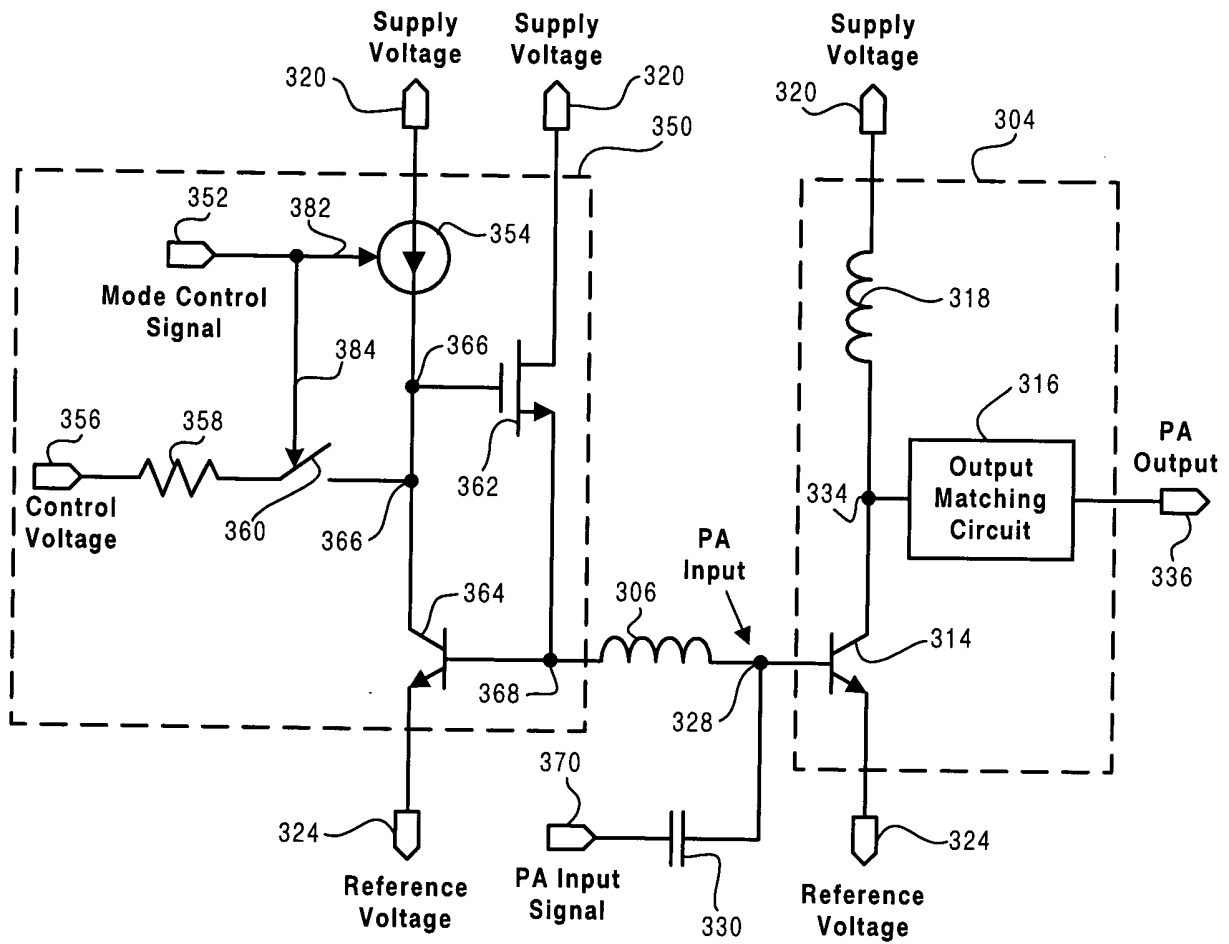 Supply
Voltage
Supply
Voltage
Supply
Voltage
320
320
320
350
304
352
382
354
Mode Control
Signal
318
384
366
356
358
316
PA
Output
362
Output
Matching
Circuit
334
Control
Voltage
360
366
336
PA
Input
364
306
314
368
328
370
324
324
PA Input
Signal
330
Reference
Voltage
Reference
Voltage